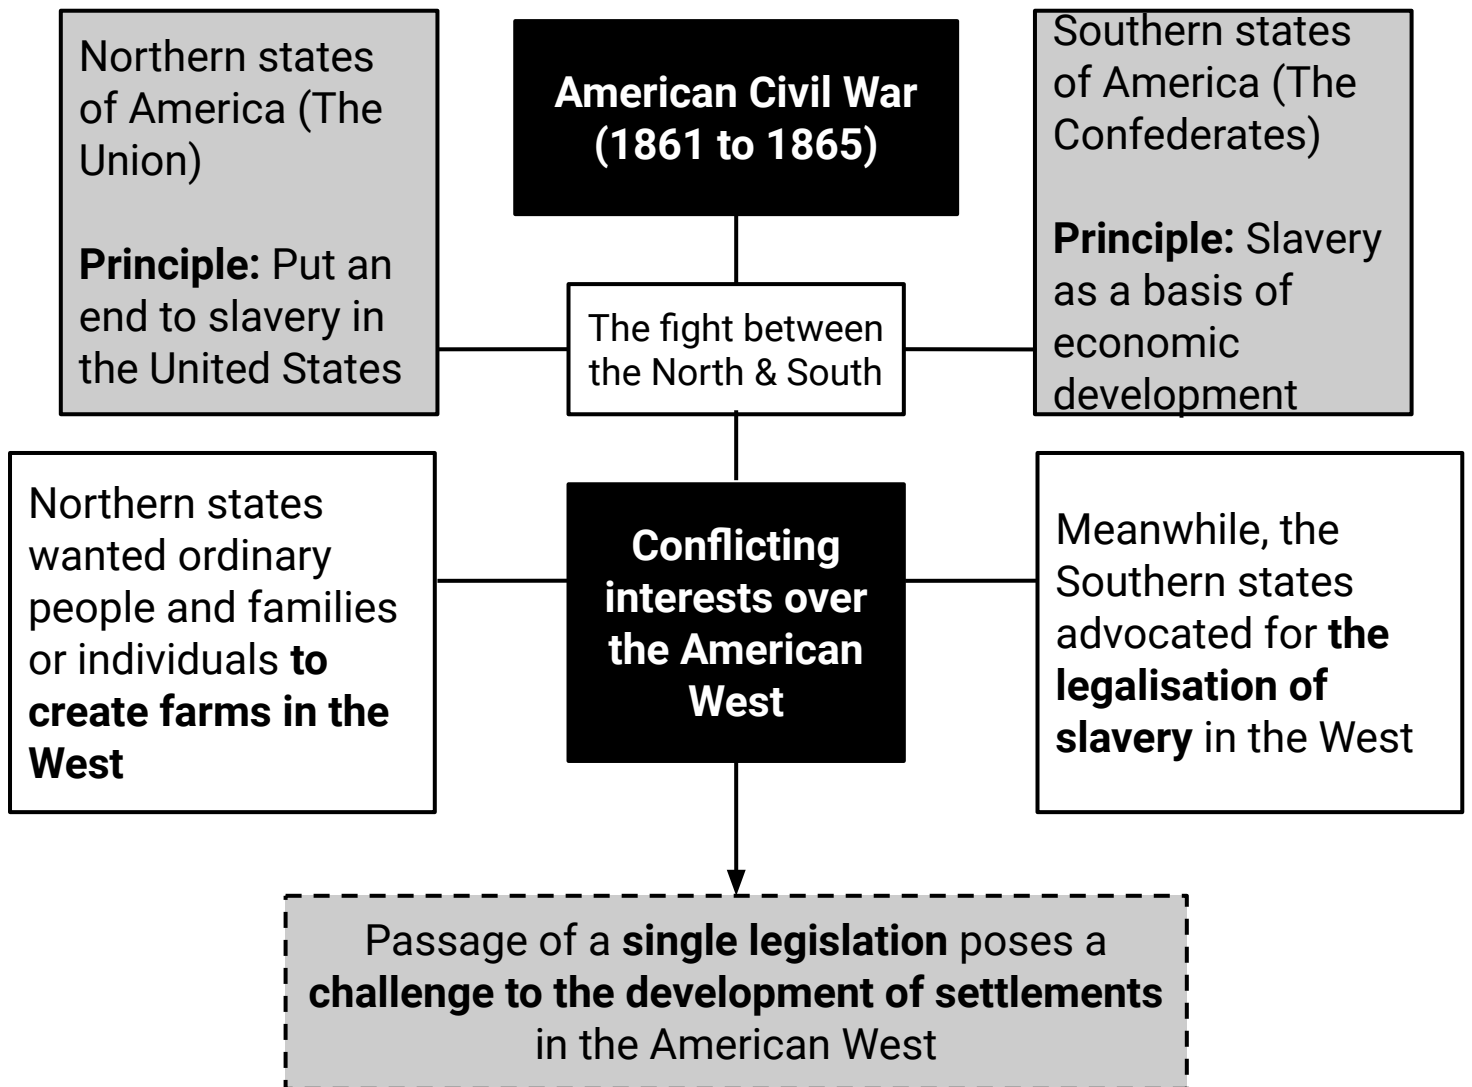 Northern states
of America (The
Union)
Principle: Put an
end to slavery in
the United States
American Civil War
(1861 to 1865)
Southern states
of America (The
Confederates)
Principle: Slavery
as a basis of
economic
development
The fight between
the North & South
Northern states
wanted ordinary
people and families
or individuals to
create farms in the
West
Conflicting
interests over
the American
West
Meanwhile, the
Southern states
advocated for the
legalisation of
slavery in the West
Passage of a single legislation poses a
challenge to the development of settlements
in the American West